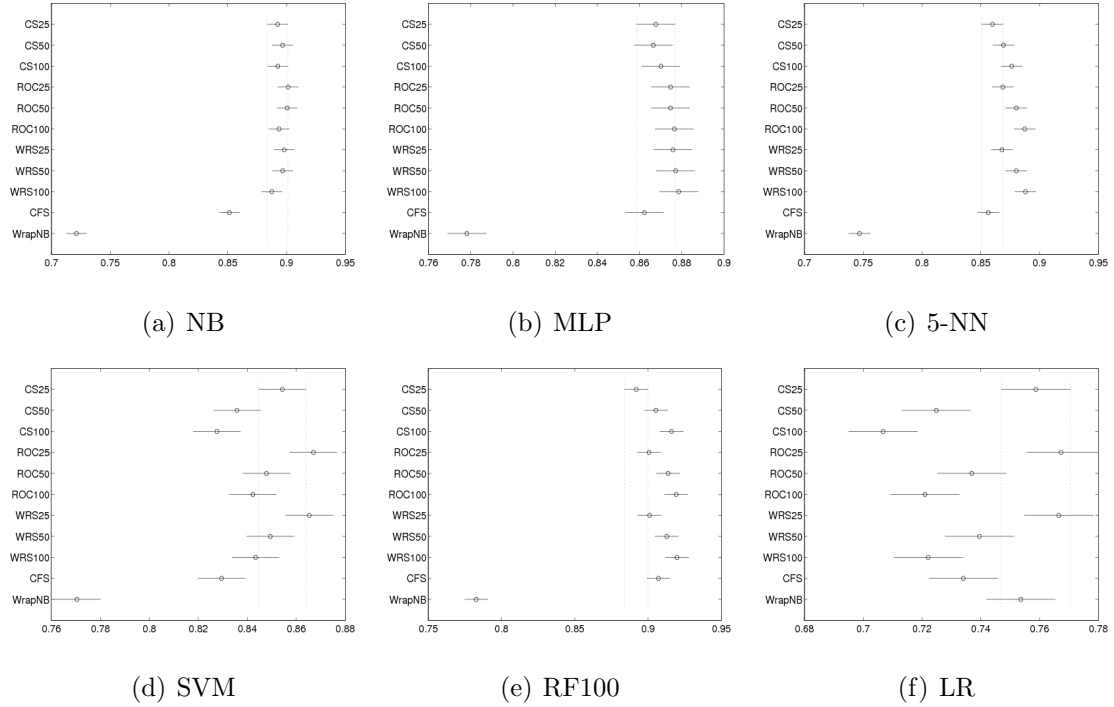 CS25
CS50
CS100
ROC25
ROC50
ROC100
WRS25
WRS50
WRS100
CFS
WrapNB
0.7 0.75 0.8 0.85 0.9 0.95
(a) NB
CS25
CS50
CS100
ROC25
ROC50
ROC100
WRS25
WRS50
WRS100
CFS
WrapNB
0.76 0.78 0.8 0.82 0.84 0.86 0.88 0.9
(b) MLP
CS25
CS50
CS100
ROC25
ROC50
ROC100
WRS25
WRS50
WRS100
CFS
WrapNB
0.7 0.75 0.8 0.85 0.9 0.95
(c) 5-NN
CS25
CS50
CS100
ROC25
ROC50
ROC100
WRS25
WRS50
WRS100
CFS
WrapNB
0.76 0.78 0.8 0.82 0.84 0.86 0.88
(d) SVM
CS25
CS50
CS100
ROC25
ROC50
ROC100
WRS25
WRS50
WRS100
CFS
WrapNB
0.75 0.8 0.85 0.9 0.95
(e) RF100
CS25
CS50
CS100
ROC25
ROC50
ROC100
WRS25
WRS50
WRS100
CFS
WrapNB
0.68 0.7 0.72 0.74 0.76 0.78
(f) LR